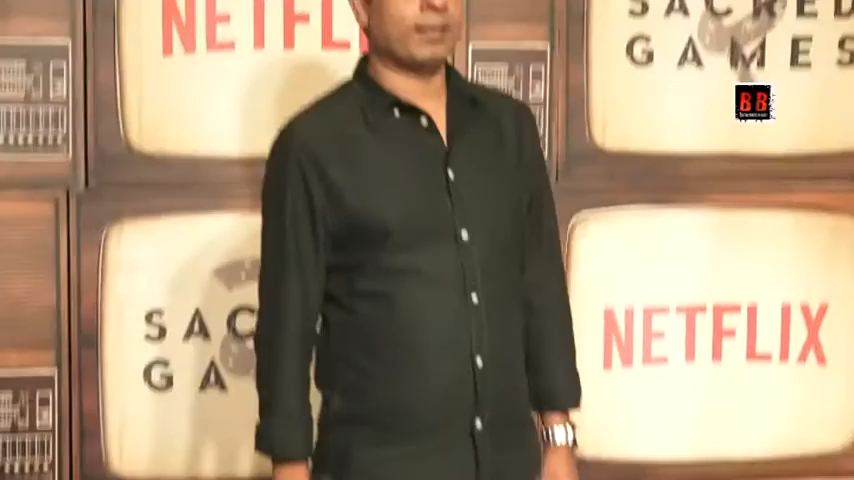 NETFLIX
SACRED
GAMES
BB
SAC
GA
NETFLIX